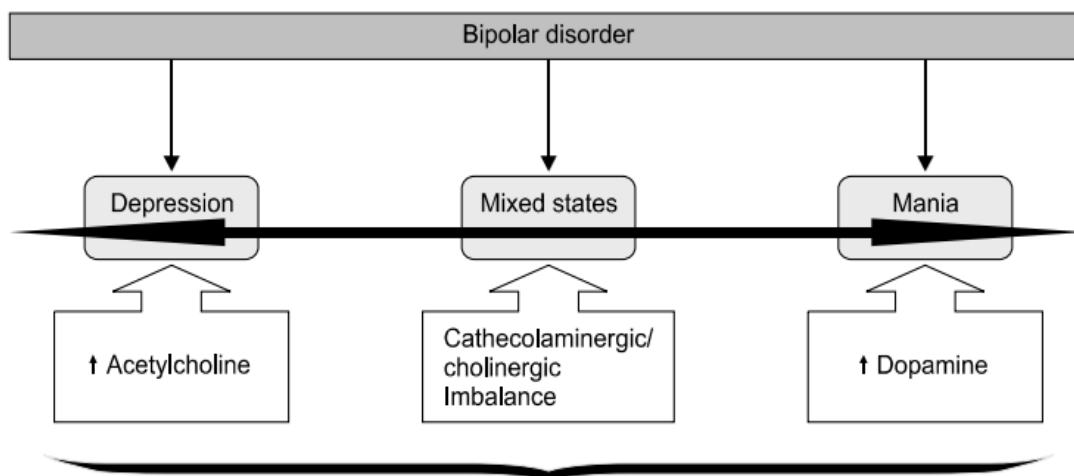 Bipolar disorder
Depression
Mixed states
Mania
↑ Acetylcholine
Cathecolaminergic/
cholinergic
Imbalance
↑ Dopamine